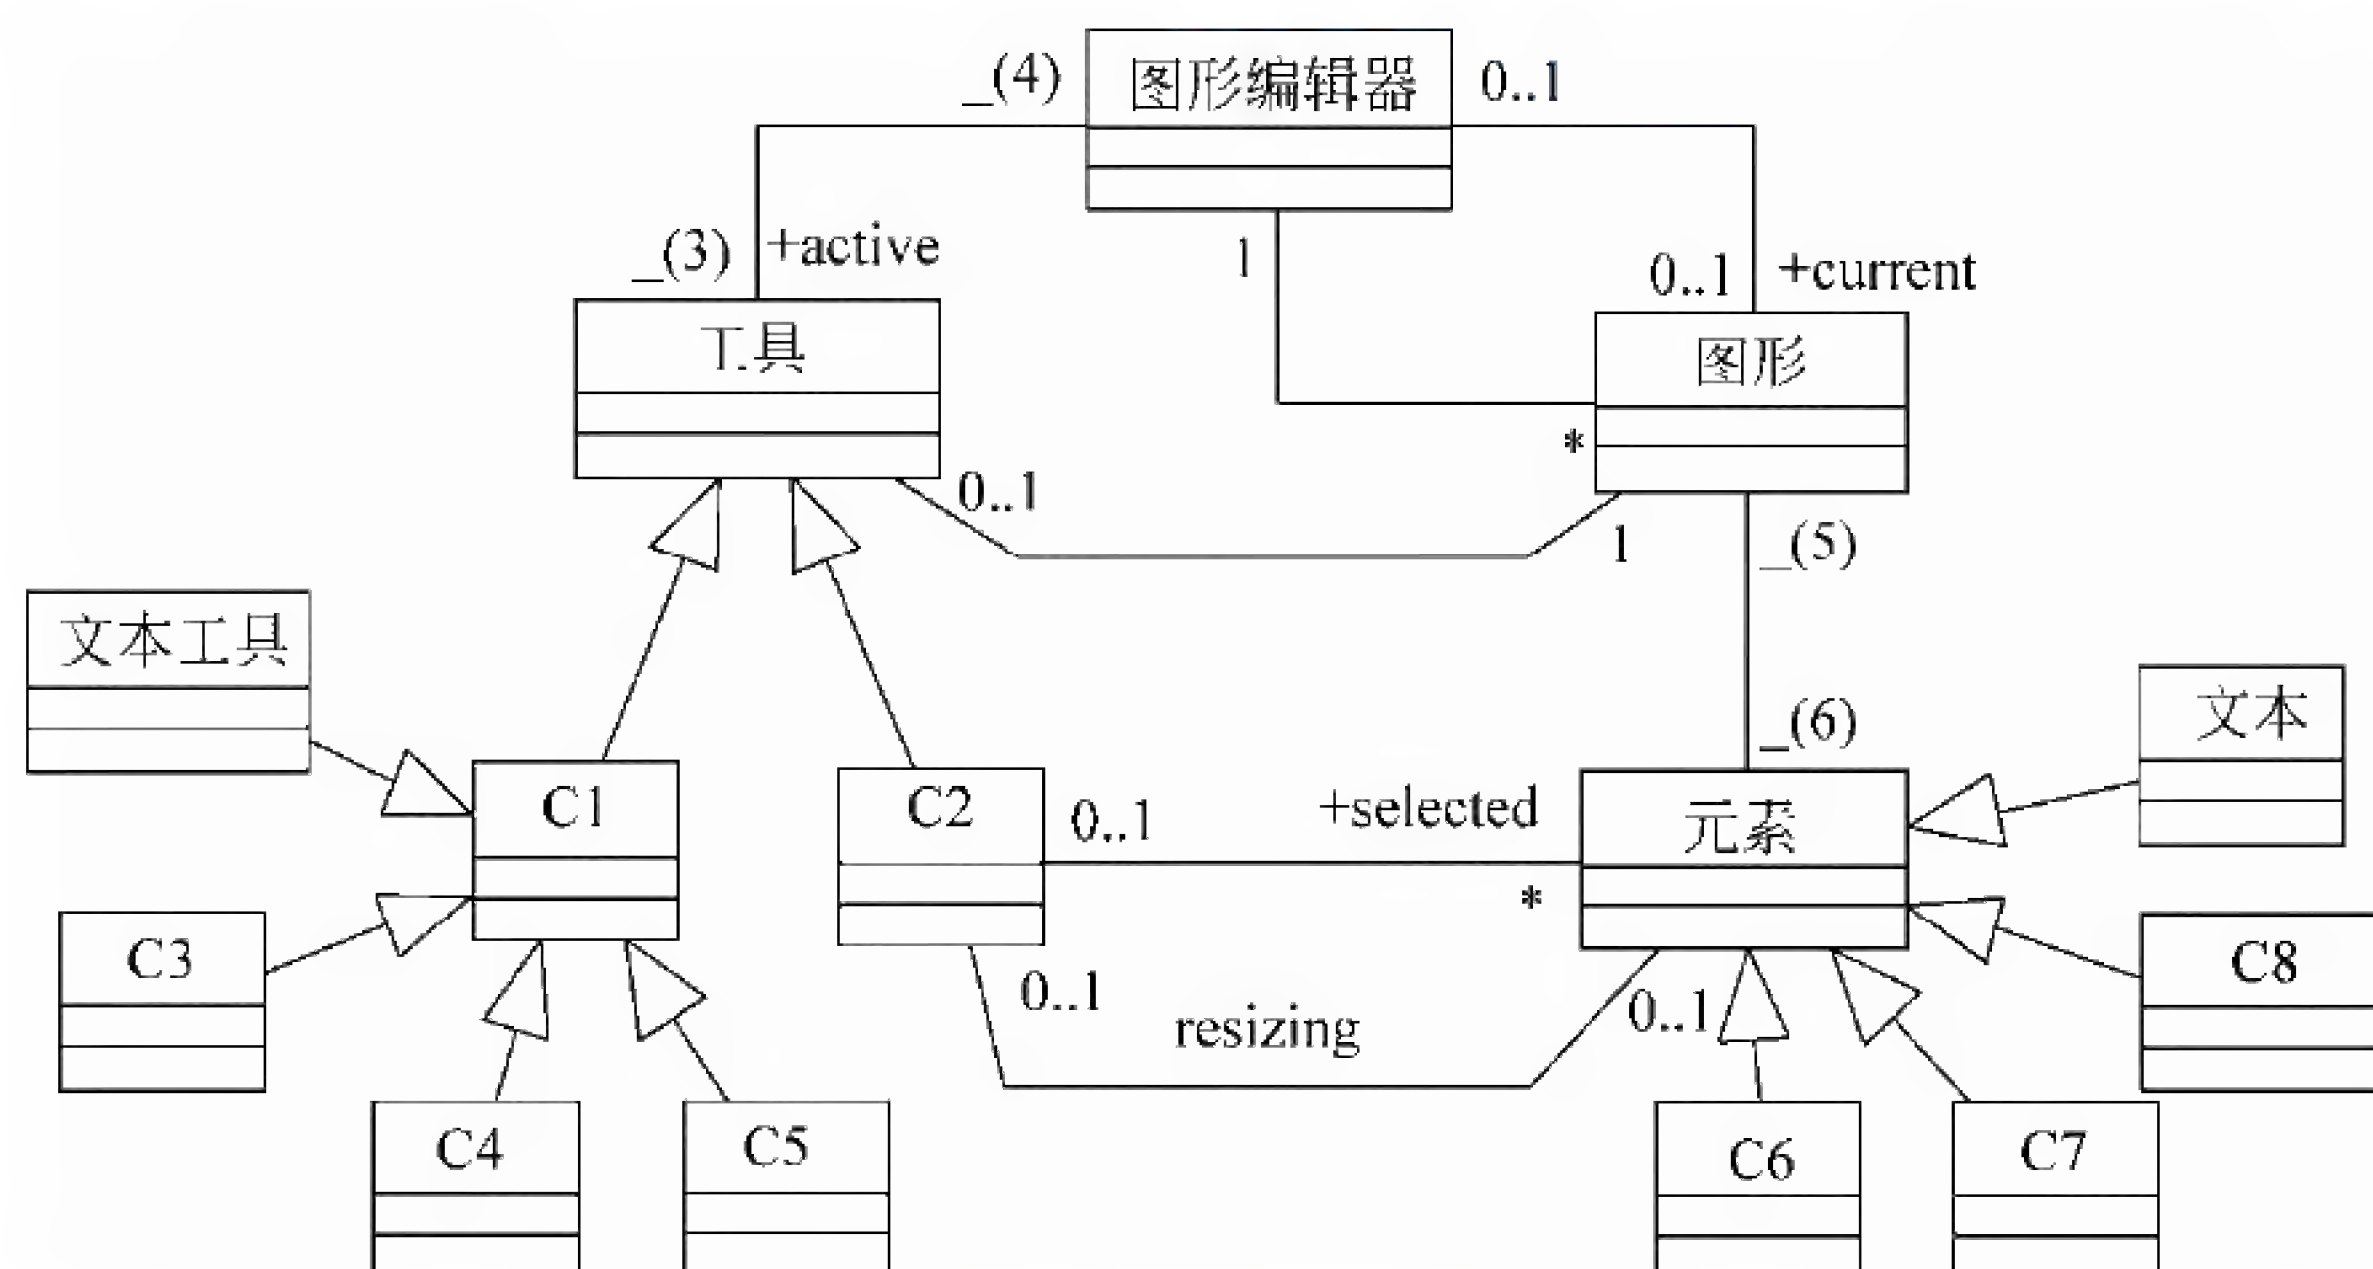 _(4)
图形编辑器
0..1
_(3)
+active
1
0..1
+current
工具
图形
*
0..1
1
_(5)
文本工具
_(6)
文本
C1
C2
0..1
+selected
元素
*
C3
C8
0..1
resizing
0..1
C4
C5
C6
C7